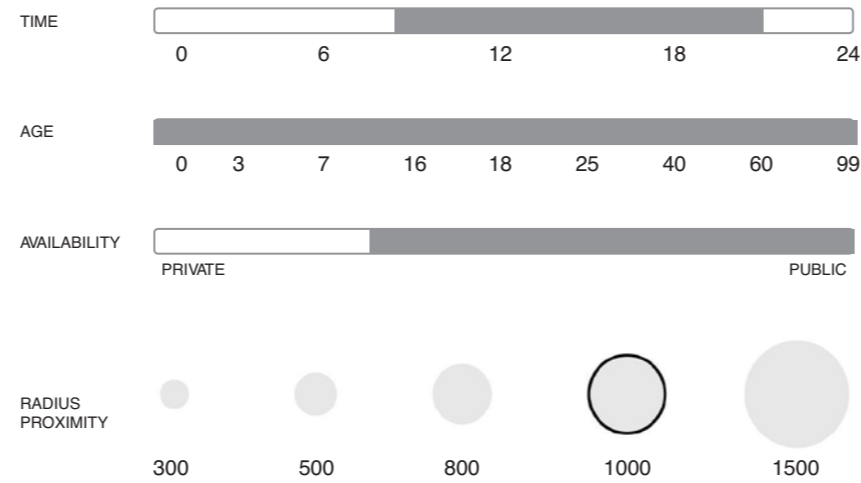 TIME
0 6 12 18 24
AGE
0 3 7 16 18 25 40 60 99
AVAILABILITY
PRIVATE PUBLIC
RADIUS
PROXIMITY
300 500 800 1000 1500